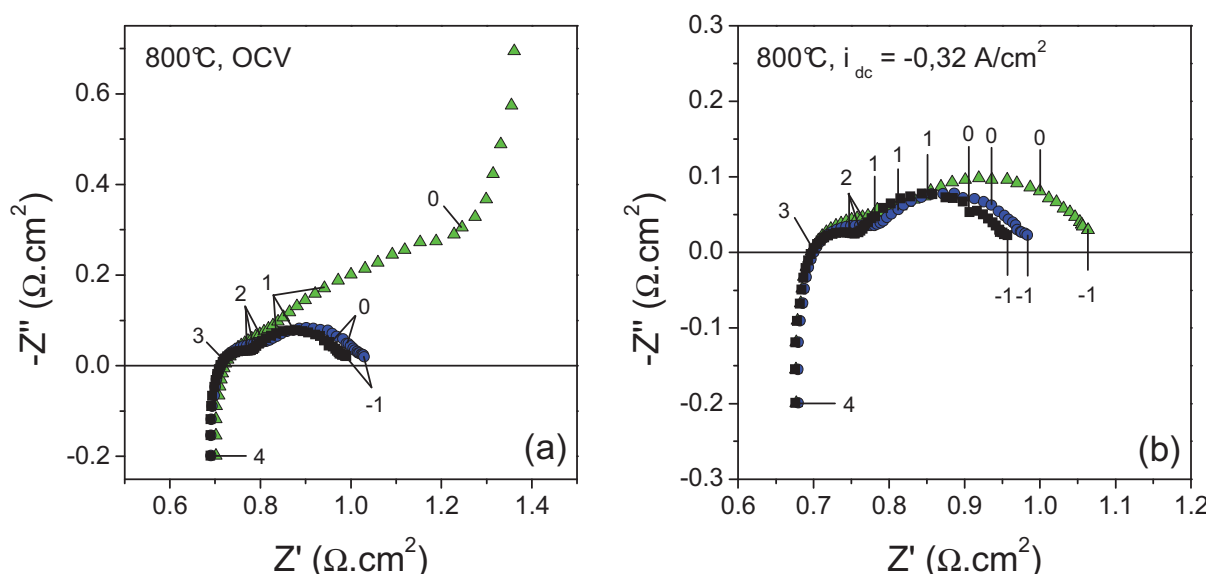 800°C, OCV
0.6
0.4
0.2
0.0
-0.2
-Z'' (Ω.cm²)
0
1
2
3
0
-1
4
(a)
0.6 0.8 1.0 1.2 1.4
Z' (Ω.cm²)
800°C, i dc = -0,32 A/cm²
0.3
0.2
0.1
0.0
-0.1
-0.2
-0.3
-Z'' (Ω.cm²)
1 0 0 0
1 1
2
3
-1 -1 -1
4
(b)
0.6 0.7 0.8 0.9 1.0 1.1 1.2
Z' (Ω.cm²)